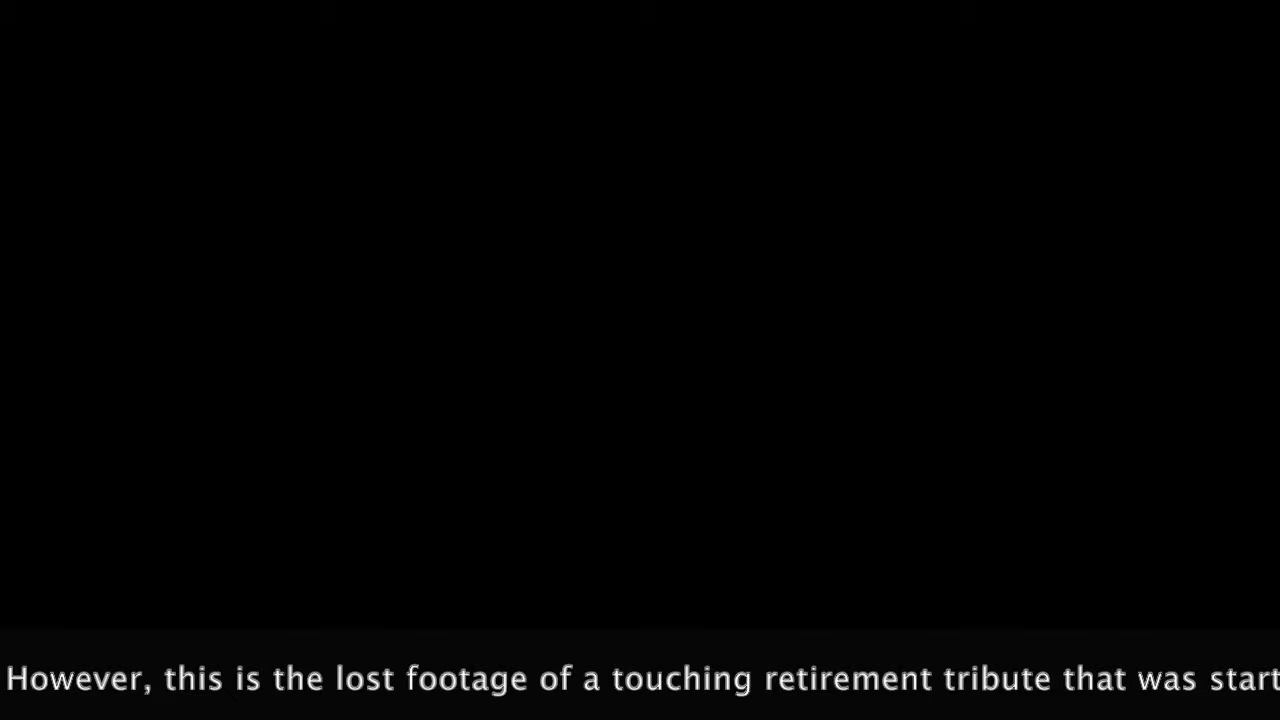 However, this is the lost footage of a touching retirement tribute that was start